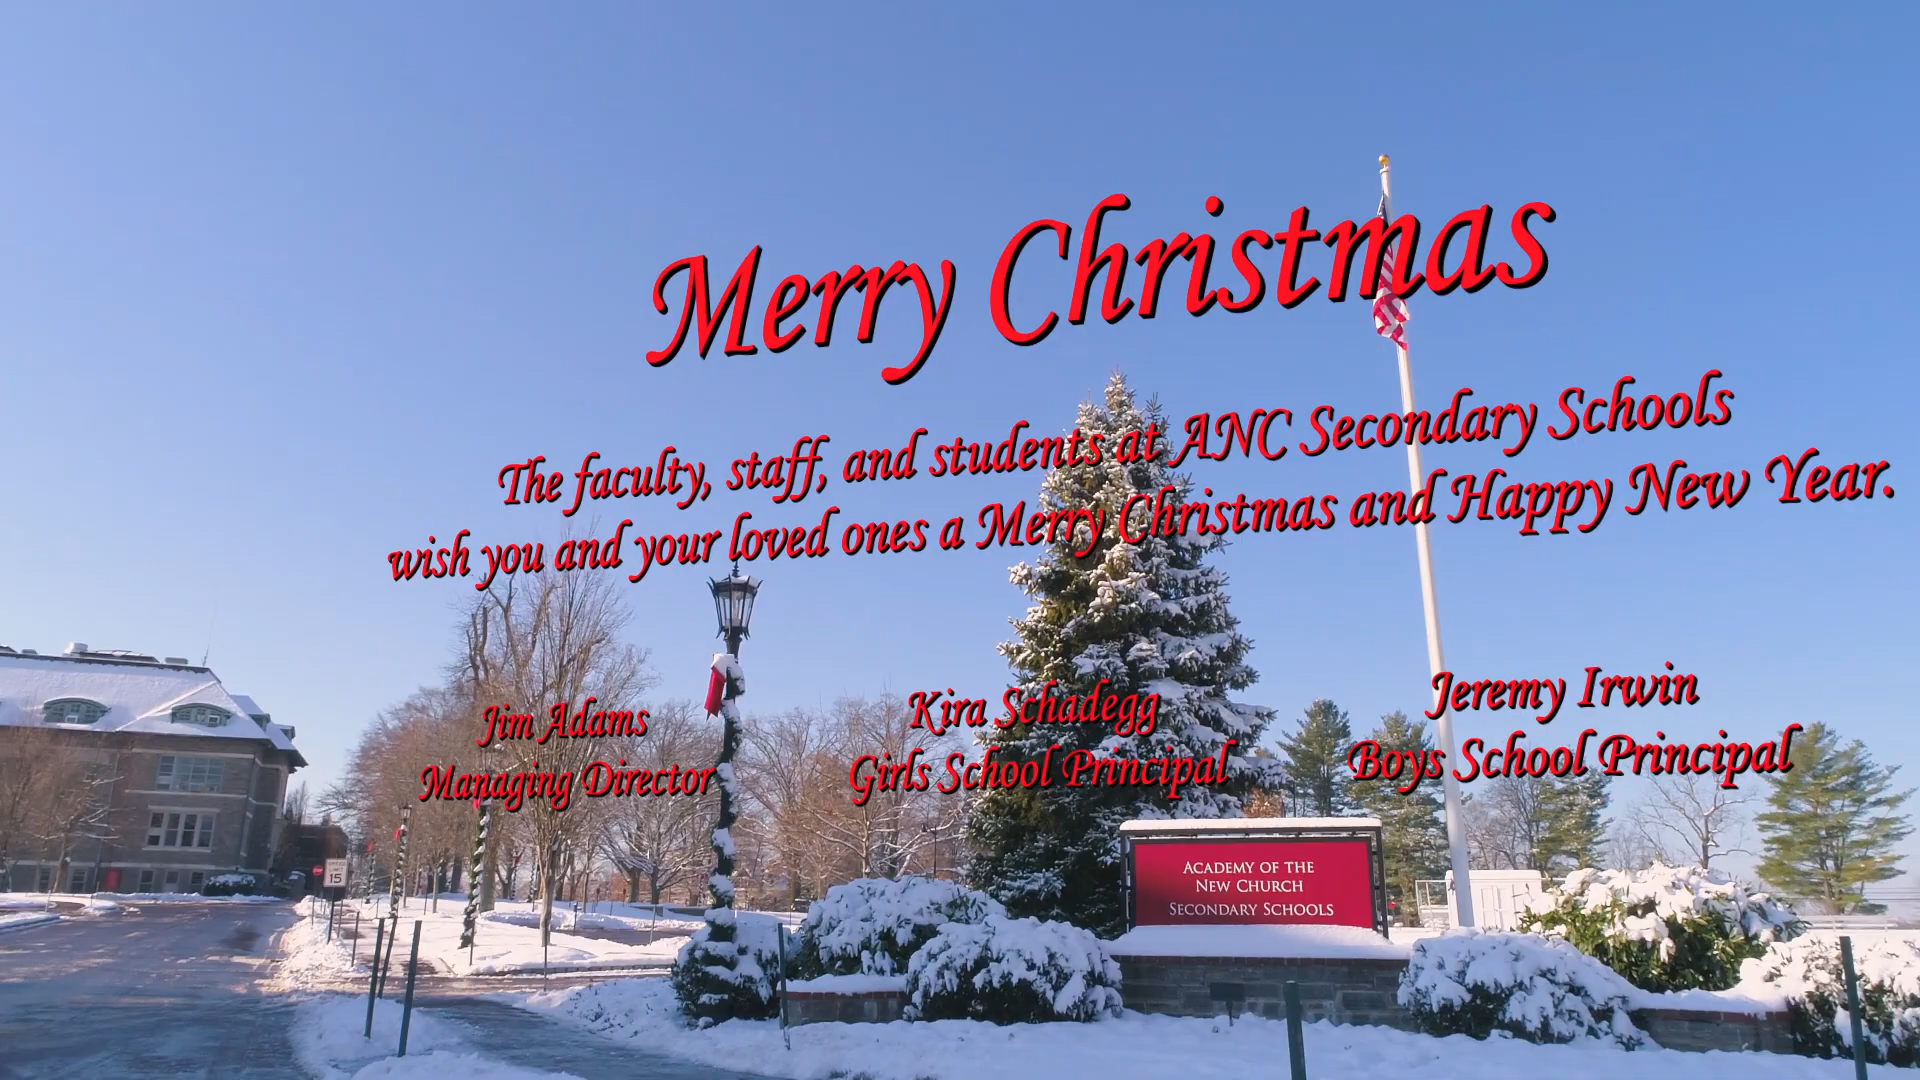 Merry Christmas
The faculty, staff, and students at ANC Secondary Schools
wish you and your loved ones a Merry Christmas and Happy New Year.
Jim Adams
Managing Director
Kira Schadegg
Girls School Principal
Jeremy Irwin
Boys School Principal
ACADEMY OF THE
NEW CHURCH
SECONDARY SCHOOLS
15